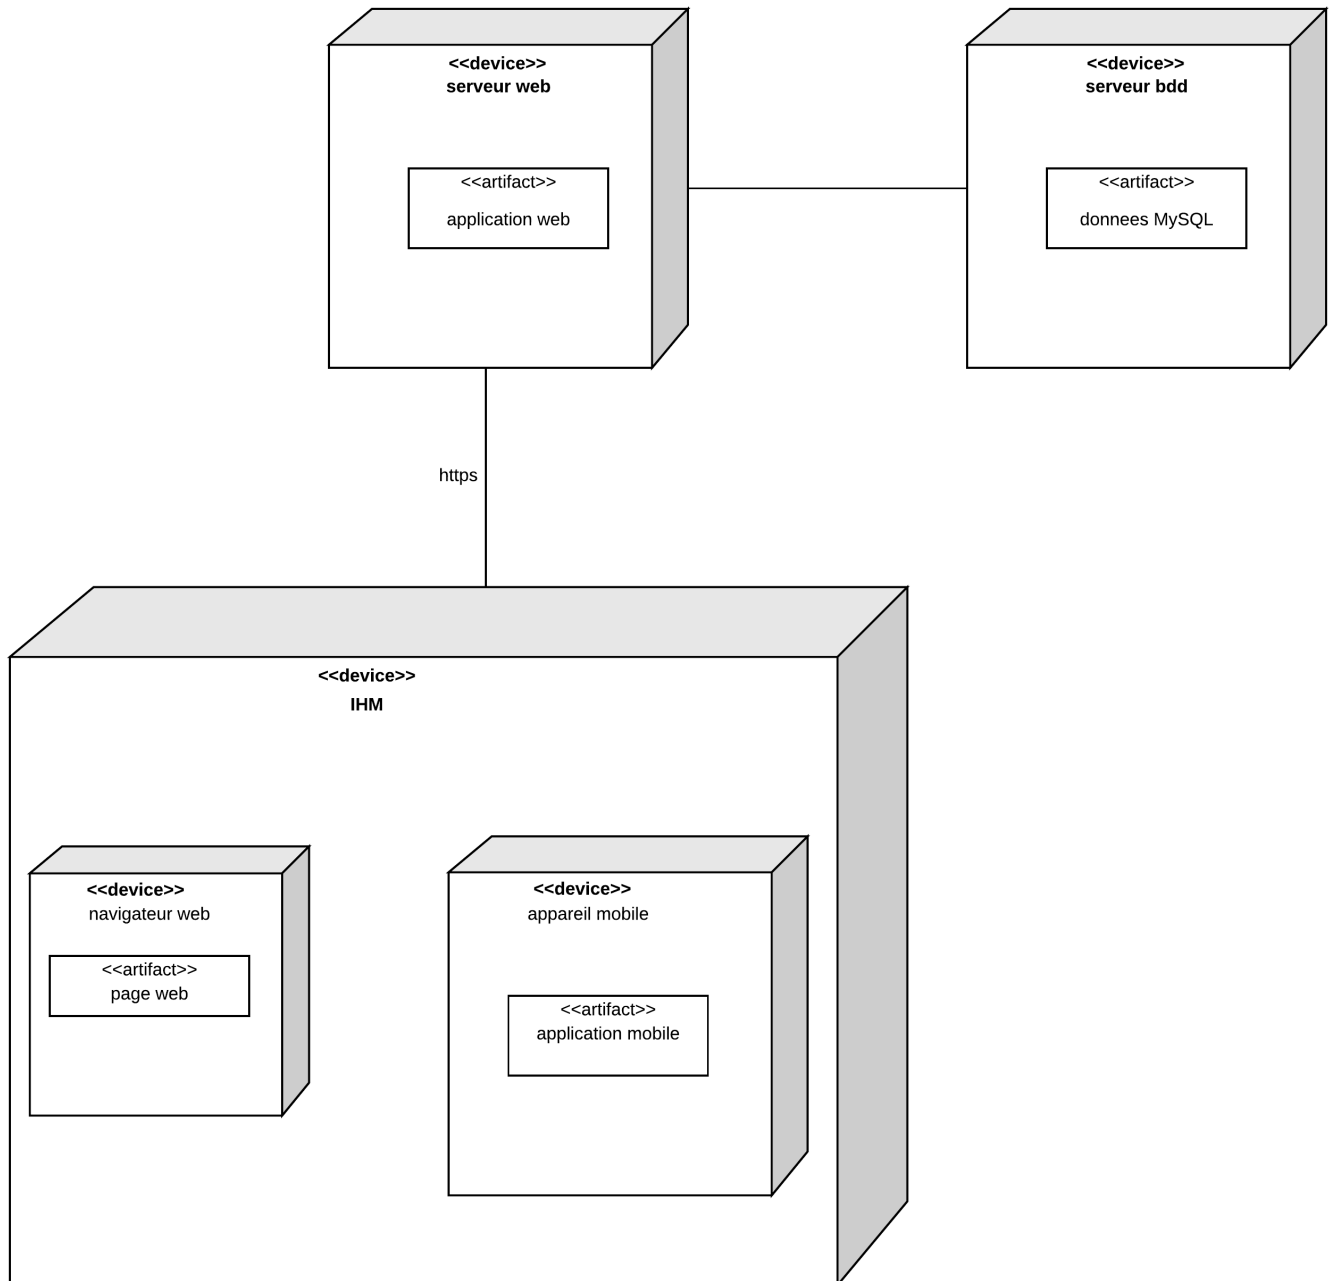 <<device>>
serveur web
<<artifact>>
application web
<<device>>
serveur bdd
<<artifact>>
donnees MySQL
https
<<device>>
IHM
<<device>>
navigateur web
<<artifact>>
page web
<<device>>
appareil mobile
<<artifact>>
application mobile